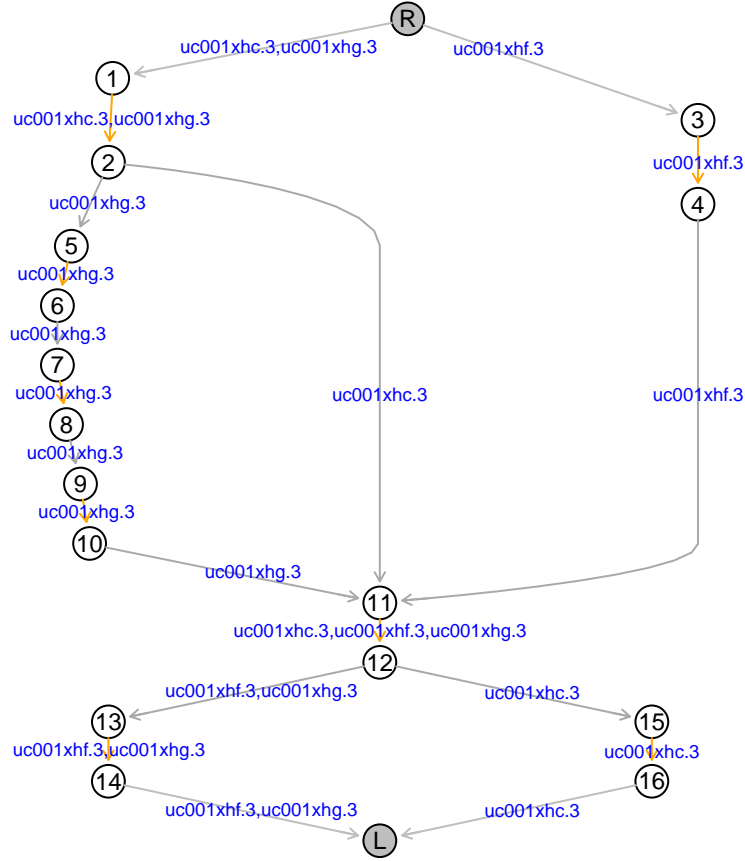 R
uc001xhc.3,uc001xhg.3
uc001xhf.3
1
uc001xhc.3,uc001xhg.3
3
2
uc001xhf.3
uc001xhg.3
4
5
uc001xhg.3
6
uc001xhg.3
7
uc001xhg.3
uc001xhc.3
uc001xhf.3
8
uc001xhg.3
9
uc001xhg.3
10
uc001xhg.3
11
uc001xhc.3,uc001xhf.3,uc001xhg.3
12
uc001xhf.3,uc001xhg.3
uc001xhc.3
13
15
uc001xhf.3,uc001xhg.3
uc001xhc.3
14
16
uc001xhf.3,uc001xhg.3
uc001xhc.3
L